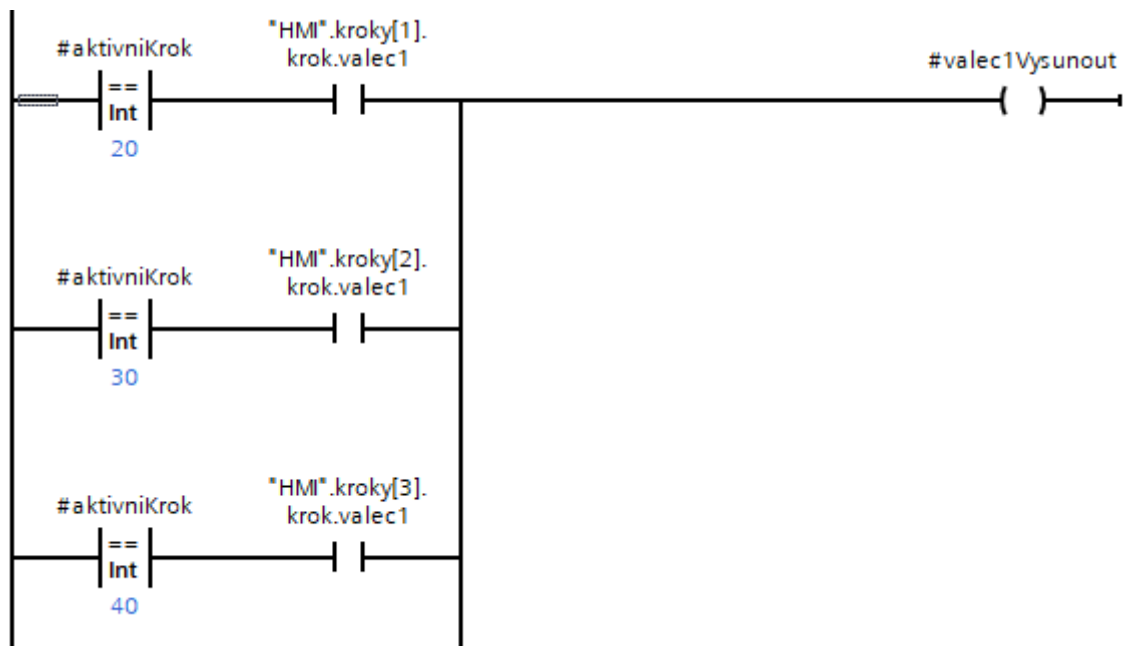 #aktivniKrok
"HMI".kroky[1].
krok.valec1
#valec1Vysunout
==
Int
20
#aktivniKrok
"HMI".kroky[2].
krok.valec1
==
Int
30
#aktivniKrok
"HMI".kroky[3].
krok.valec1
==
Int
40